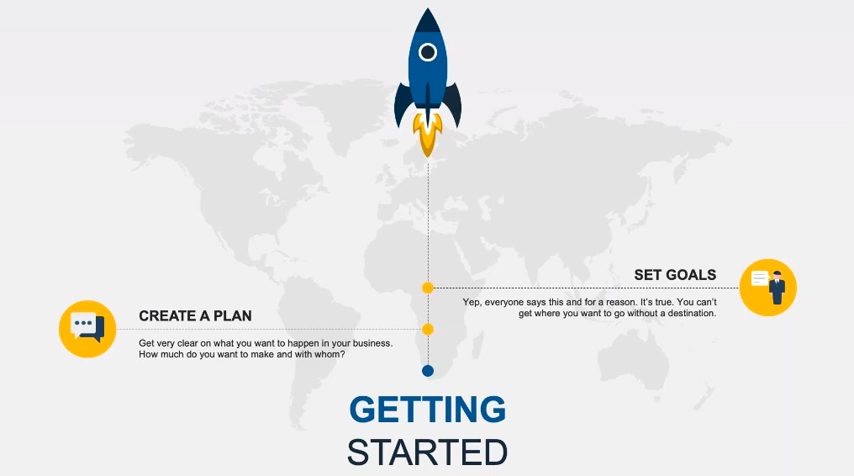 SET GOALS
Yep, everyone says this and for a reason. It's true. You can't
get where you want to go without a destination.
CREATE A PLAN
Get very clear on what you want to happen in your business.
How much do you want to make and with whom?
GETTING
STARTED